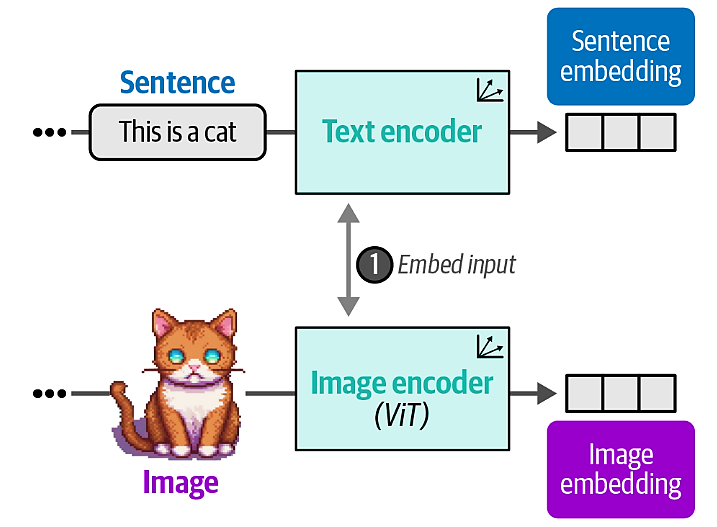 Sentence
embedding
Sentence
This is a cat
Text encoder
1 Embed input
Image encoder
(ViT)
Image
Image
embedding